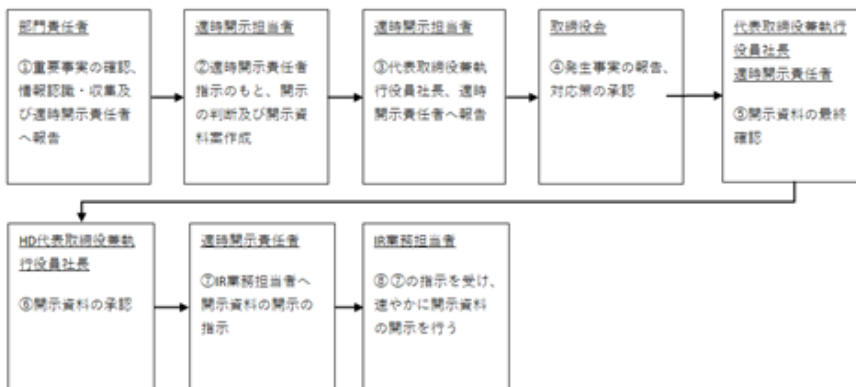 部門責任者
①重要事実の確認、
情報認識・収集及
び適時開示責任者
へ報告
適時開示担当者
②適時開示責任者
指示のもと、開示
の判断及び開示資
料案作成
適時開示担当者
③代表取締役兼執
行役員社長、適時
開示責任者へ報告
取締役会
④発生事実の報告、
対応策の承認
代表取締役兼執行
役員社長
適時開示責任者
⑤開示資料の最終
確認
HD代表取締役兼執
行役員社長
⑥開示資料の承認
適時開示責任者
⑦IR業務担当者へ
開示資料の開示の
指示
IR業務担当者
⑧⑦の指示を受け、
速やかに開示資料
の開示を行う